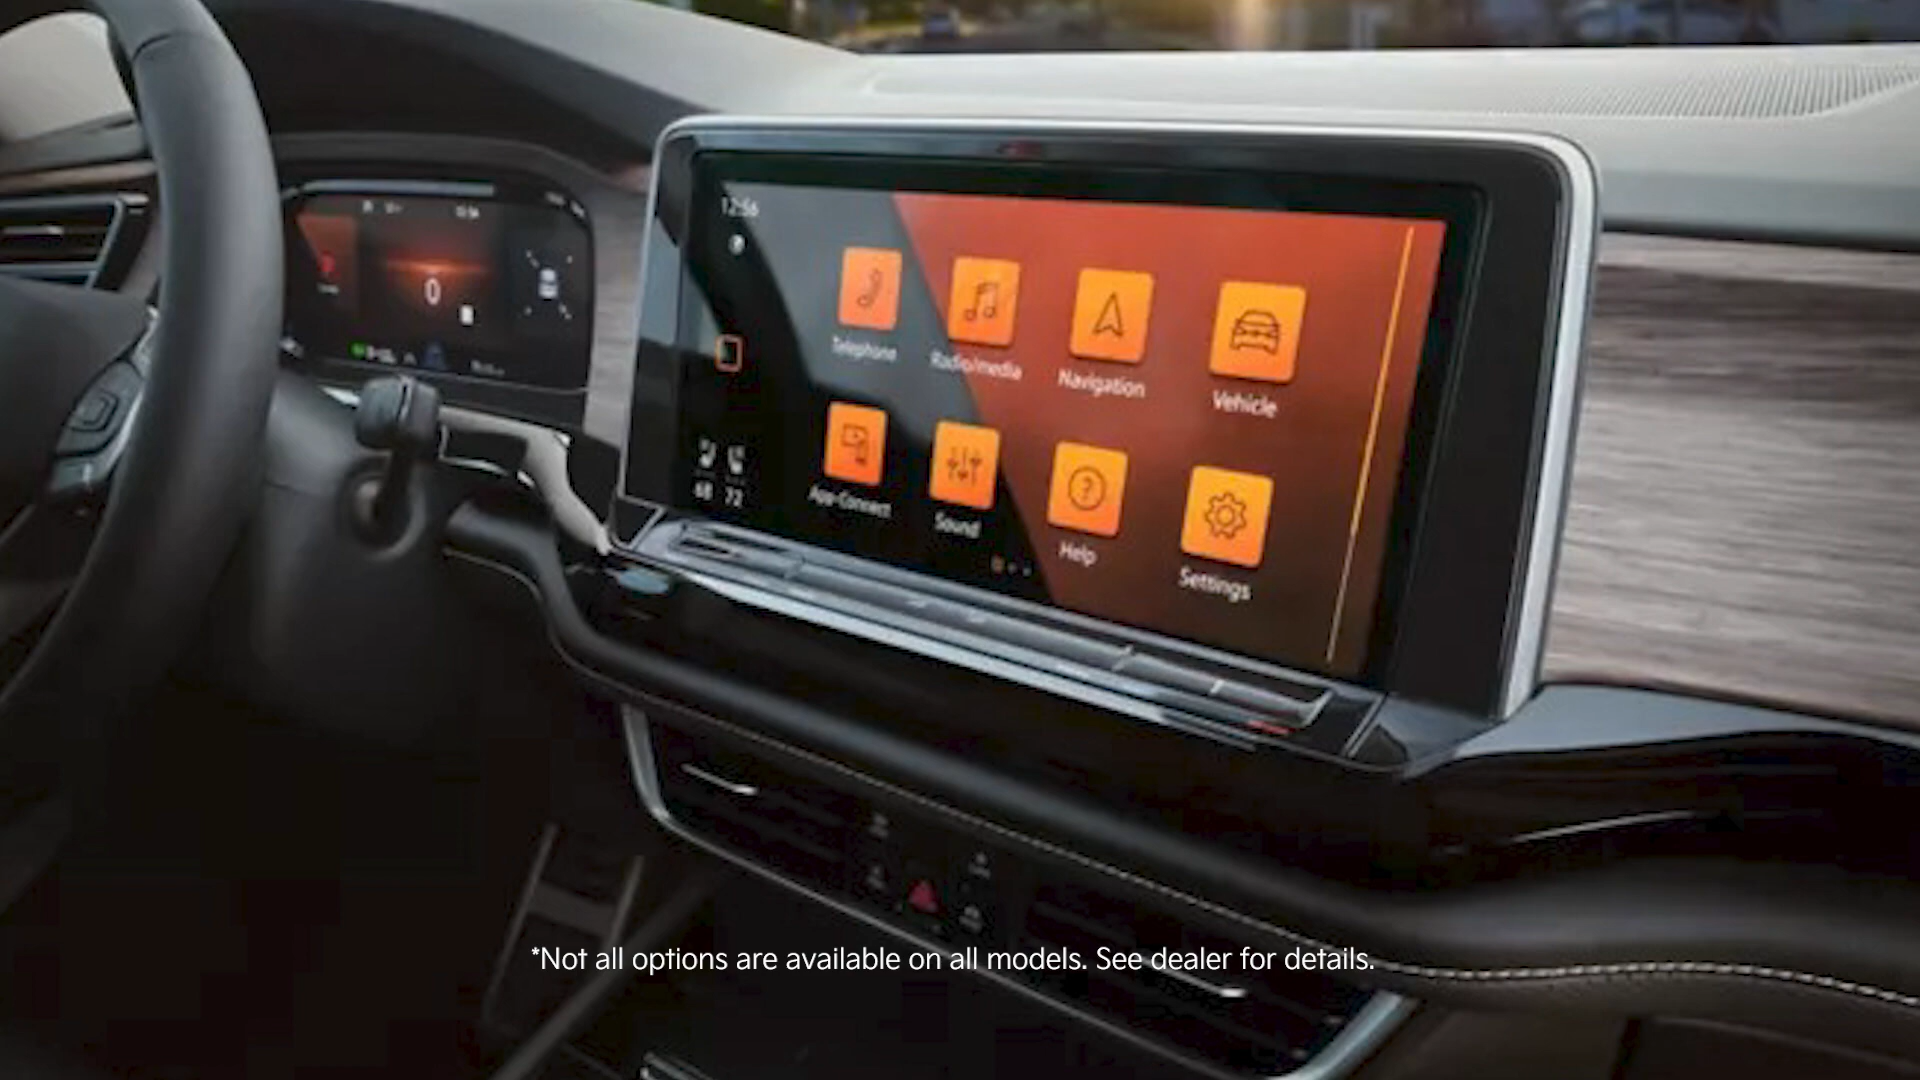 12:56
0
Telephone
Radio/media
Navigation
Vehicle
App-Connect
Sound
Help
Settings
68 72
*Not all options are available on all models. See dealer for details.